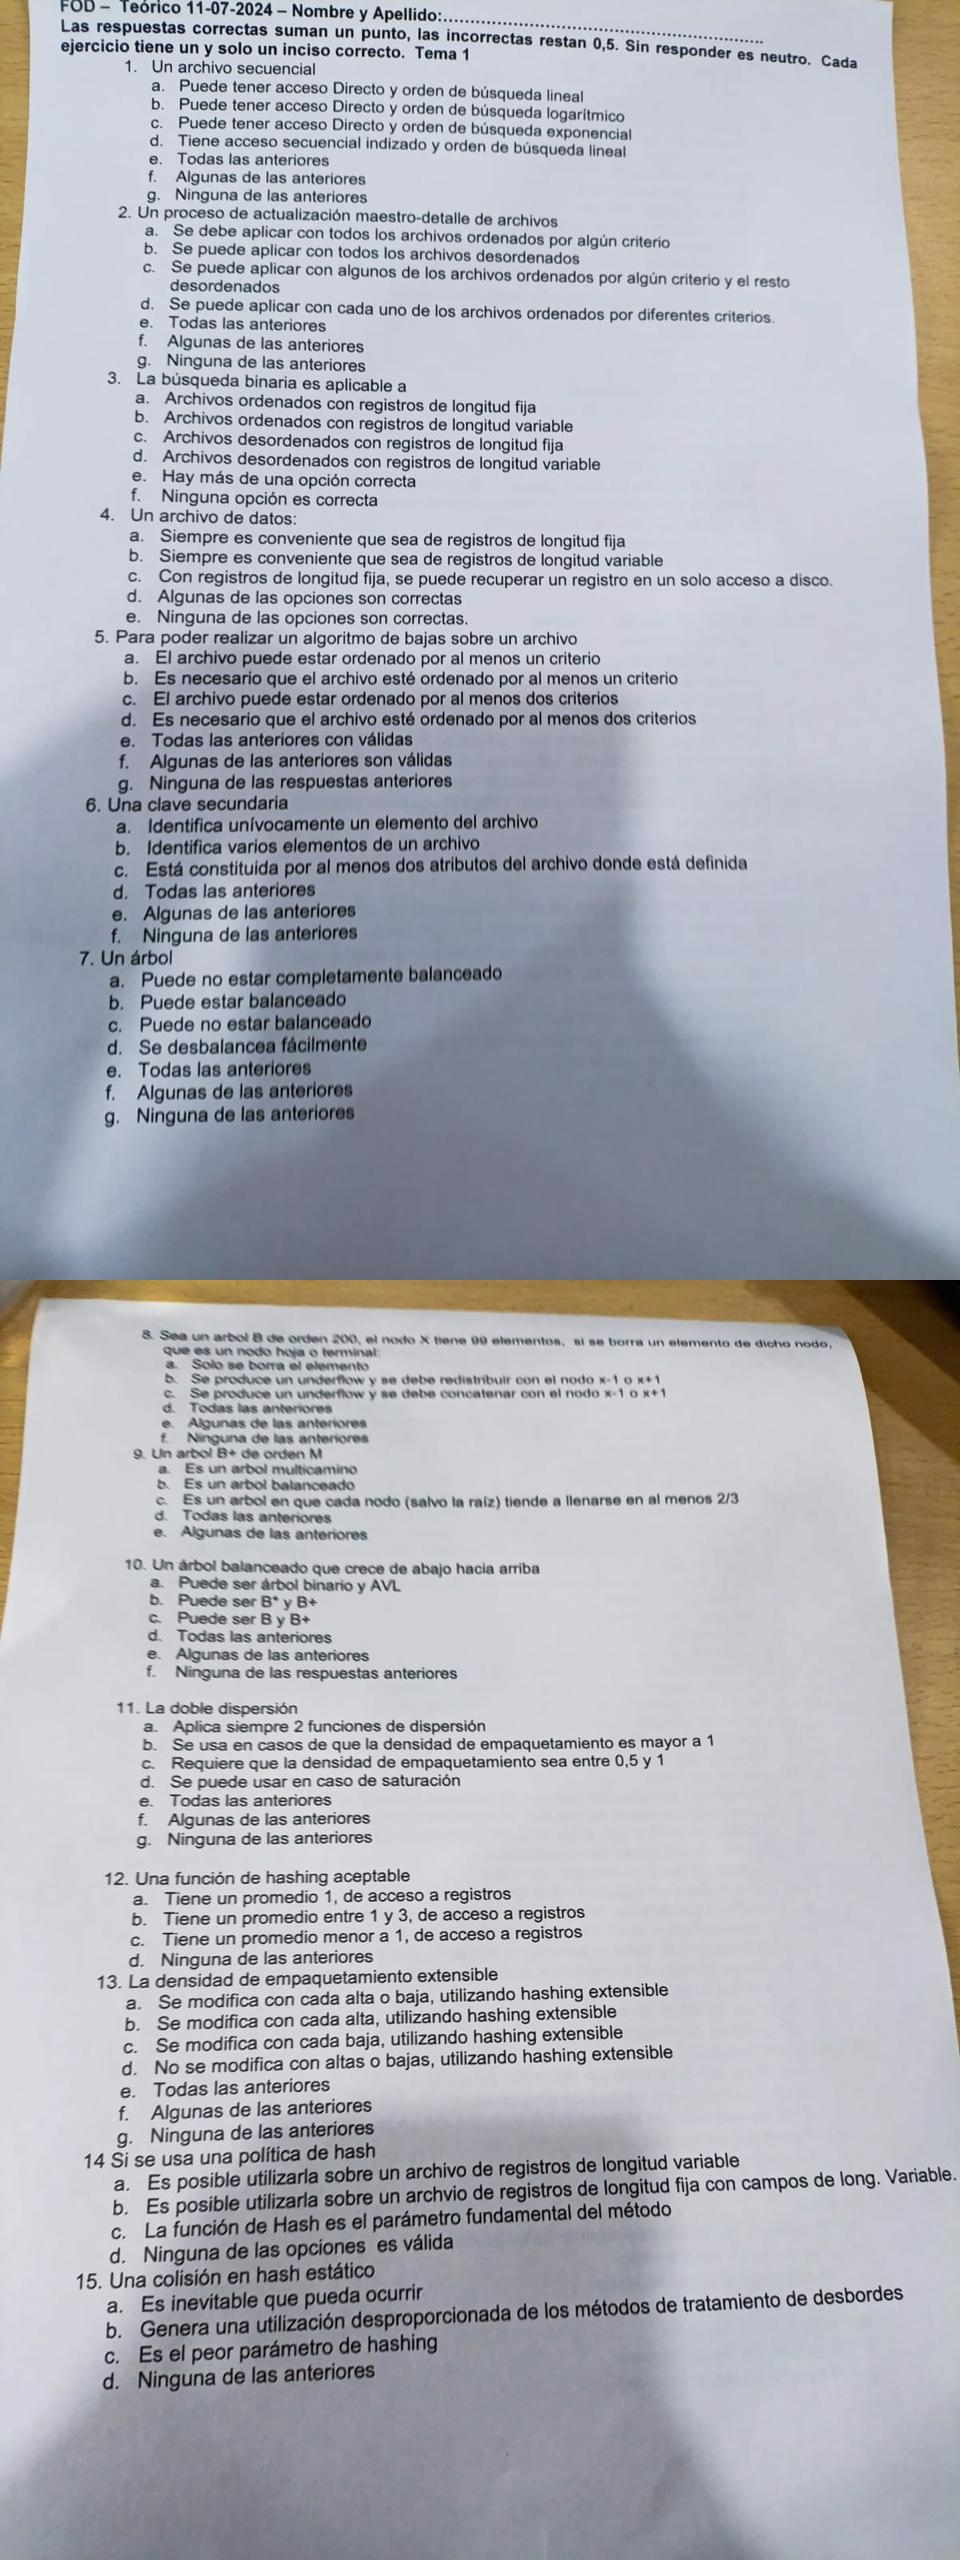 FOD – Teórico 11-07-2024 – Nombre y Apellido:.............................................................
Las respuestas correctas suman un punto, las incorrectas restan 0,5. Sin responder es neutro. Cada
ejercicio tiene un y solo un inciso correcto. Tema 1
1. Un archivo secuencial
a. Puede tener acceso Directo y orden de búsqueda lineal
b. Puede tener acceso Directo y orden de búsqueda logarítmico
c. Puede tener acceso Directo y orden de búsqueda exponencial
d. Tiene acceso secuencial indizado y orden de búsqueda lineal
e. Todas las anteriores
f. Algunas de las anteriores
g. Ninguna de las anteriores
2. Un proceso de actualización maestro-detalle de archivos
a. Se debe aplicar con todos los archivos ordenados por algún criterio
b. Se puede aplicar con todos los archivos desordenados
c. Se puede aplicar con algunos de los archivos ordenados por algún criterio y el resto
desordenados
d. Se puede aplicar con cada uno de los archivos ordenados por diferentes criterios.
e. Todas las anteriores
f. Algunas de las anteriores
g. Ninguna de las anteriores
3. La búsqueda binaria es aplicable a
a. Archivos ordenados con registros de longitud fija
b. Archivos ordenados con registros de longitud variable
c. Archivos desordenados con registros de longitud fija
d. Archivos desordenados con registros de longitud variable
e. Hay más de una opción correcta
f. Ninguna opción es correcta
4. Un archivo de datos:
a. Siempre es conveniente que sea de registros de longitud fija
b. Siempre es conveniente que sea de registros de longitud variable
c. Con registros de longitud fija, se puede recuperar un registro en un solo acceso a disco.
d. Algunas de las opciones son correctas
e. Ninguna de las opciones son correctas.
5. Para poder realizar un algoritmo de bajas sobre un archivo
a. El archivo puede estar ordenado por al menos un criterio
b. Es necesario que el archivo esté ordenado por al menos un criterio
c. El archivo puede estar ordenado por al menos dos criterios
d. Es necesario que el archivo esté ordenado por al menos dos criterios
e. Todas las anteriores con válidas
f. Algunas de las anteriores son válidas
g. Ninguna de las respuestas anteriores
6. Una clave secundaria
a. Identifica unívocamente un elemento del archivo
b. Identifica varios elementos de un archivo
c. Está constituida por al menos dos atributos del archivo donde está definida
d. Todas las anteriores
e. Algunas de las anteriores
f. Ninguna de las anteriores
7. Un árbol
a. Puede no estar completamente balanceado
b. Puede estar balanceado
c. Puede no estar balanceado
d. Se desbalancea fácilmente
e. Todas las anteriores
f. Algunas de las anteriores
g. Ninguna de las anteriores
8. Sea un arbol B de orden 200, el nodo X tiene 99 elementos, si se borra un elemento de dicho nodo,
que es un nodo hoja o terminal:
a. Solo se borra el elemento
b. Se produce un underflow y se debe redistribuir con el nodo x-1 o x+1
c. Se produce un underflow y se debe concatenar con el nodo x-1 o x+1
d. Todas las anteriores
e. Algunas de las anteriores
f. Ninguna de las anteriores
9. Un arbol B+ de orden M
a. Es un arbol multicamino
b. Es un arbol balanceado
c. Es un arbol en que cada nodo (salvo la raíz) tiende a llenarse en al menos 2/3
d. Todas las anteriores
e. Algunas de las anteriores
10. Un árbol balanceado que crece de abajo hacia arriba
a. Puede ser árbol binario y AVL
b. Puede ser B* y B+
c. Puede ser B y B+
d. Todas las anteriores
e. Algunas de las anteriores
f. Ninguna de las respuestas anteriores
11. La doble dispersión
a. Aplica siempre 2 funciones de dispersión
b. Se usa en casos de que la densidad de empaquetamiento es mayor a 1
c. Requiere que la densidad de empaquetamiento sea entre 0,5 y 1
d. Se puede usar en caso de saturación
e. Todas las anteriores
f. Algunas de las anteriores
g. Ninguna de las anteriores
12. Una función de hashing aceptable
a. Tiene un promedio 1, de acceso a registros
b. Tiene un promedio entre 1 y 3, de acceso a registros
c. Tiene un promedio menor a 1, de acceso a registros
d. Ninguna de las anteriores
13. La densidad de empaquetamiento extensible
a. Se modifica con cada alta o baja, utilizando hashing extensible
b. Se modifica con cada alta, utilizando hashing extensible
c. Se modifica con cada baja, utilizando hashing extensible
d. No se modifica con altas o bajas, utilizando hashing extensible
e. Todas las anteriores
f. Algunas de las anteriores
g. Ninguna de las anteriores
14 Si se usa una política de hash
a. Es posible utilizarla sobre un archivo de registros de longitud variable
b. Es posible utilizarla sobre un archvio de registros de longitud fija con campos de long. Variable.
c. La función de Hash es el parámetro fundamental del método
d. Ninguna de las opciones es válida
15. Una colisión en hash estático
a. Es inevitable que pueda ocurrir
b. Genera una utilización desproporcionada de los métodos de tratamiento de desbordes
c. Es el peor parámetro de hashing
d. Ninguna de las anteriores